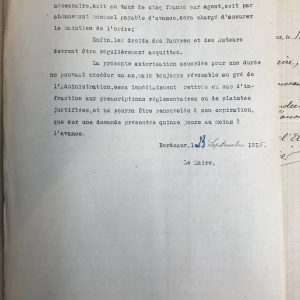 nécessaire, soit au taux de cinq francs par agent, soit par
abonnement mensuel payable d'avance, sera chargé d'assurer
le maintien de l'ordre;
Enfin, les droits des Pauvres et des Auteurs
devront être régulièrement acquittés.
La présente autorisation accordée pour une durée
ne pouvant excéder un an, mais toujours révocable au gré de
l'Administration, sera immédiatement retirée en cas d'in-
fraction aux prescriptions réglementaires ou de plaintes
justifiées, et ne pourra être renouvelée à son expiration,
que sur une demande présentée quinze jours au moins à
l'avance.
Bordeaux, le Septembre
Le Maire,